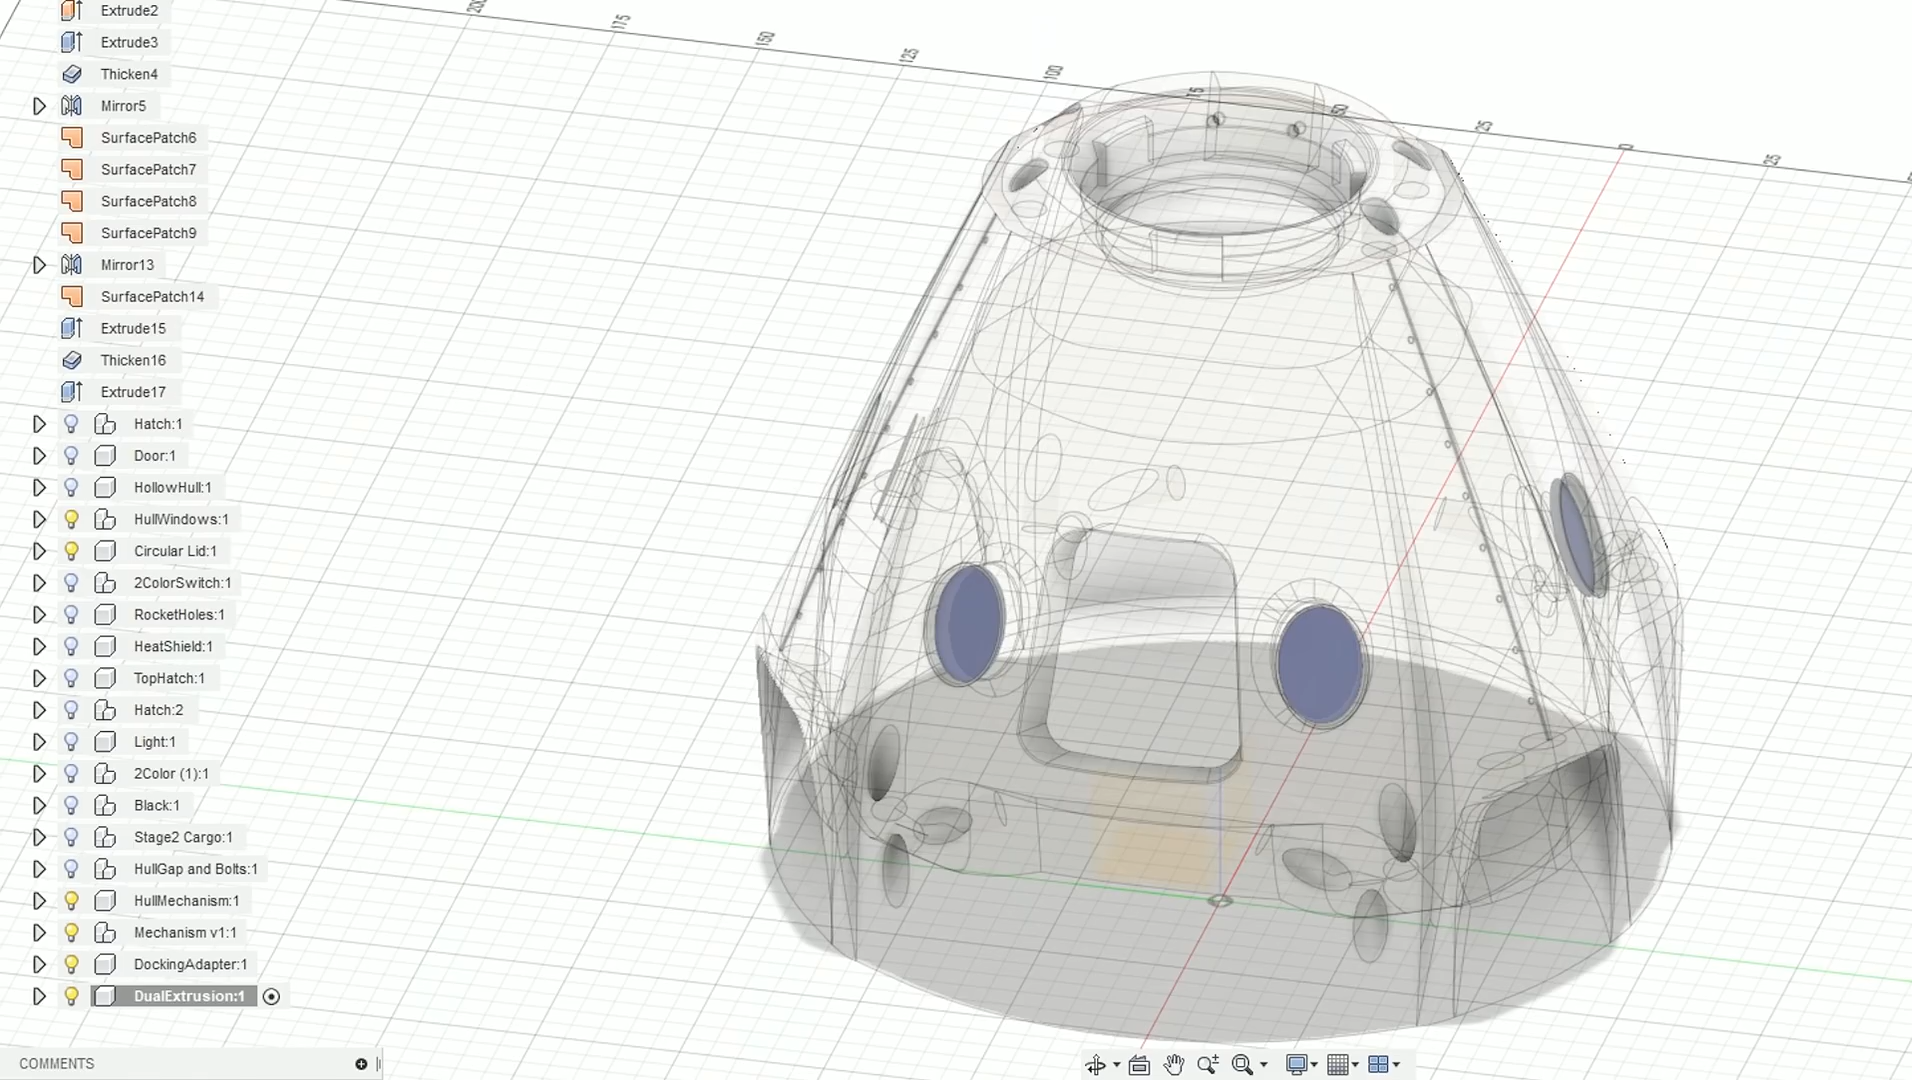 Extrude2
Extrude3
Thicken4
Mirror5
SurfacePatch6
SurfacePatch7
SurfacePatch8
SurfacePatch9
Mirror13
SurfacePatch14
Extrude15
Thicken16
Extrude17
Hatch:1
Door:1
HollowHull:1
HullWindows:1
Circular Lid:1
2ColorSwitch:1
RocketHoles:1
HeatShield:1
TopHatch:1
Hatch:2
Light:1
2Color (1):1
Black:1
Stage2 Cargo:1
HullGap and Bolts:1
HullMechanism:1
Mechanism v1:1
DockingAdapter:1
DualExtrusion:1
COMMENTS
200
175
150
125
100
75
50
25
0
25